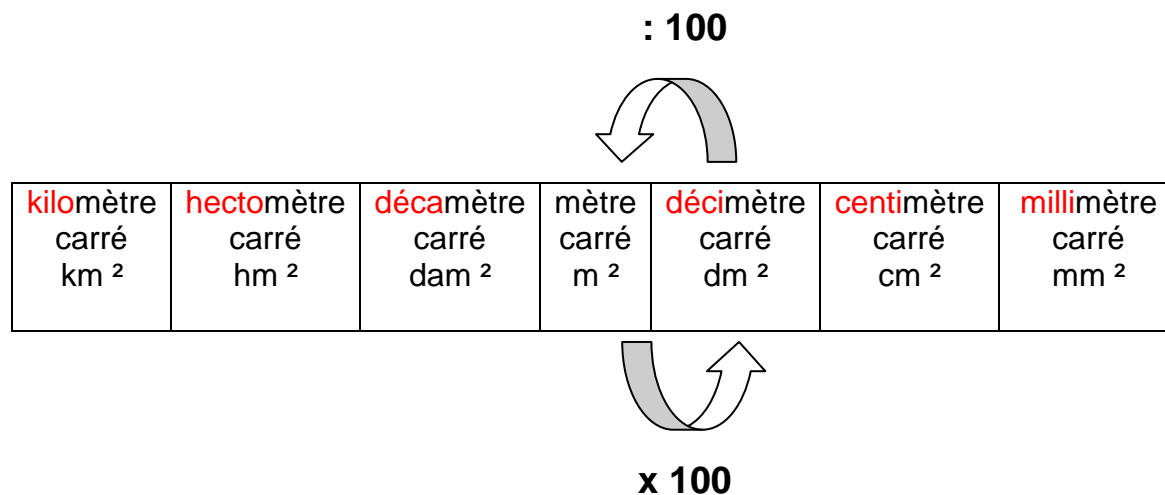 : 100
kilomètre hectomètre décamètre mètre décimètre centimètre millimètre
carré carré carré carré carré carré carré
km ² hm ² dam ² m ² dm ² cm ² mm ²
x 100